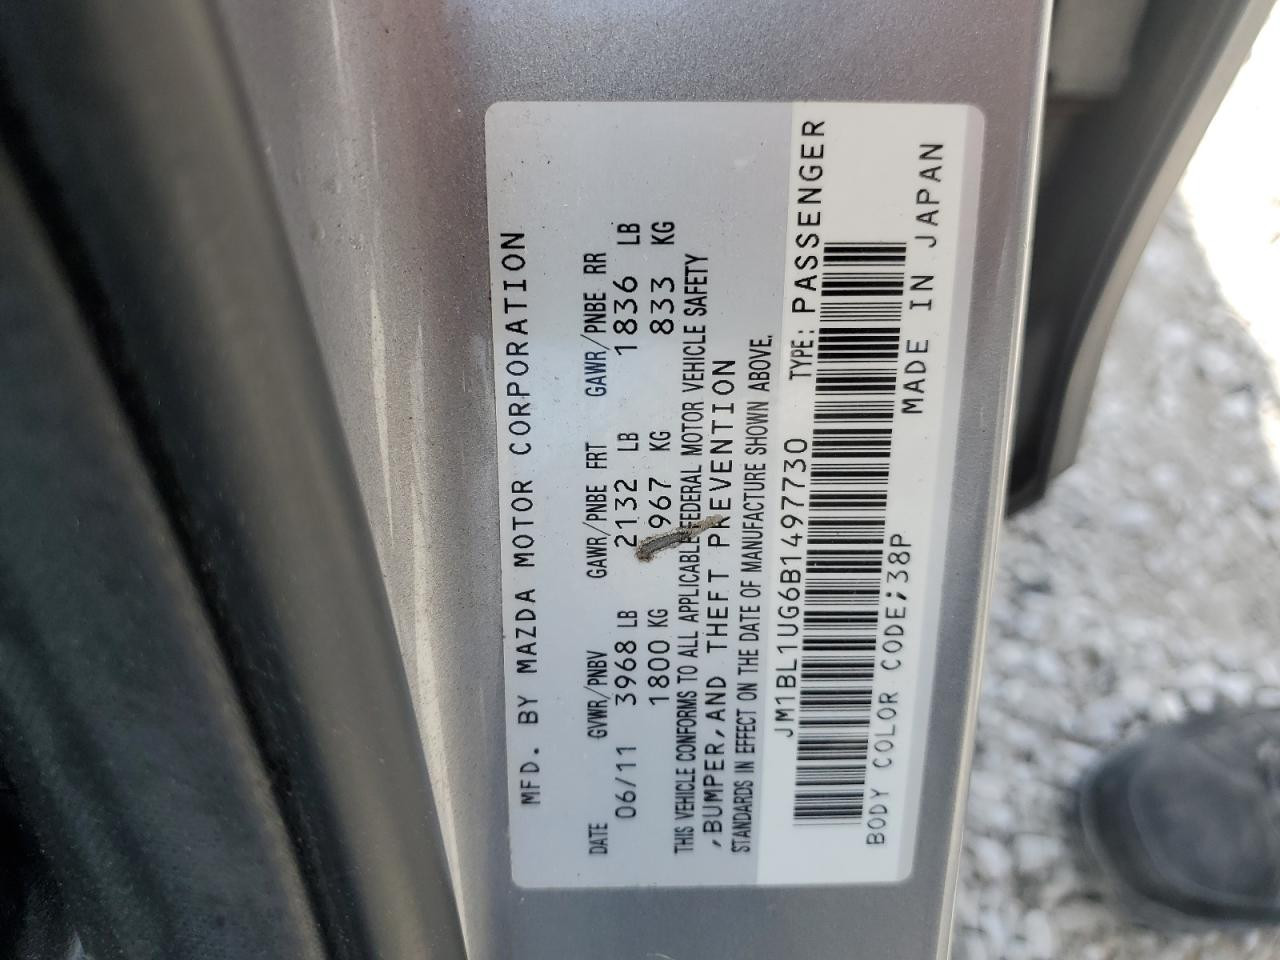 MFD. BY MAZDA MOTOR CORPORATION
DATE GVWR/PNBV GAWR/PNBE FRT GAWR/PNBE RR
06/11 3968 LB 2132 LB 1836 LB
1800 KG 967 KG 833 KG
THIS VEHICLE CONFORMS TO ALL APPLICABLE FEDERAL MOTOR VEHICLE SAFETY
,BUMPER,AND THEFT PREVENTION
STANDARDS IN EFFECT ON THE DATE OF MANUFACTURE SHOWN ABOVE.
JM1BL1UG6B1497730 TYPE: PASSENGER
BODY COLOR CODE;38P MADE IN JAPAN